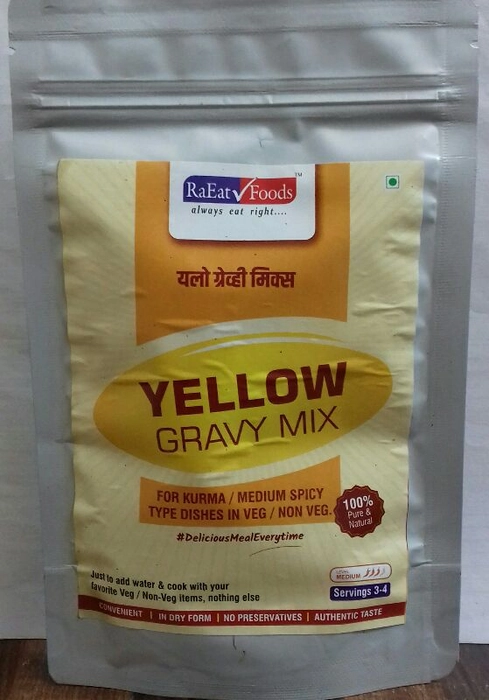 RaEat Foods TM
always eat right....
यलो ग्रेव्ही मिक्स
YELLOW
GRAVY MIX
FOR KURMA / MEDIUM SPICY
TYPE DISHES IN VEG / NON VEG.
100%
Pure &
Natural
#DeliciousMealEverytime
Just to add water & cook with your
favorite Veg / Non-Veg Items, nothing else
LEVEL
MEDIUM
Servings 3-4
CONVENIENT | IN DRY FORM | NO PRESERVATIVES | AUTHENTIC TASTE